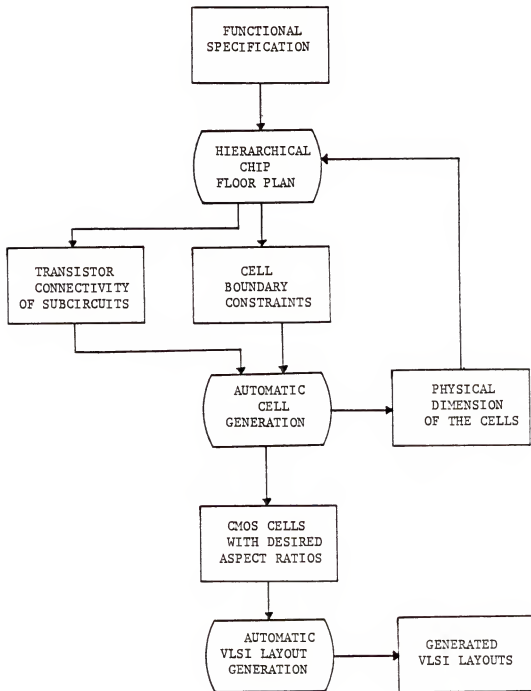 FUNCTIONAL
SPECIFICATION
HIERARCHICAL
CHIP
FLOOR PLAN
TRANSISTOR
CONNECTIVITY
OF SUBCIRCUITS
CELL
BOUNDARY
CONSTRAINTS
AUTOMATIC
CELL
GENERATION
PHYSICAL
DIMENSION
OF THE CELLS
CMOS CELLS
WITH DESIRED
ASPECT RATIOS
AUTOMATIC
VLSI LAYOUT
GENERATION
GENERATED
VLSI LAYOUTS